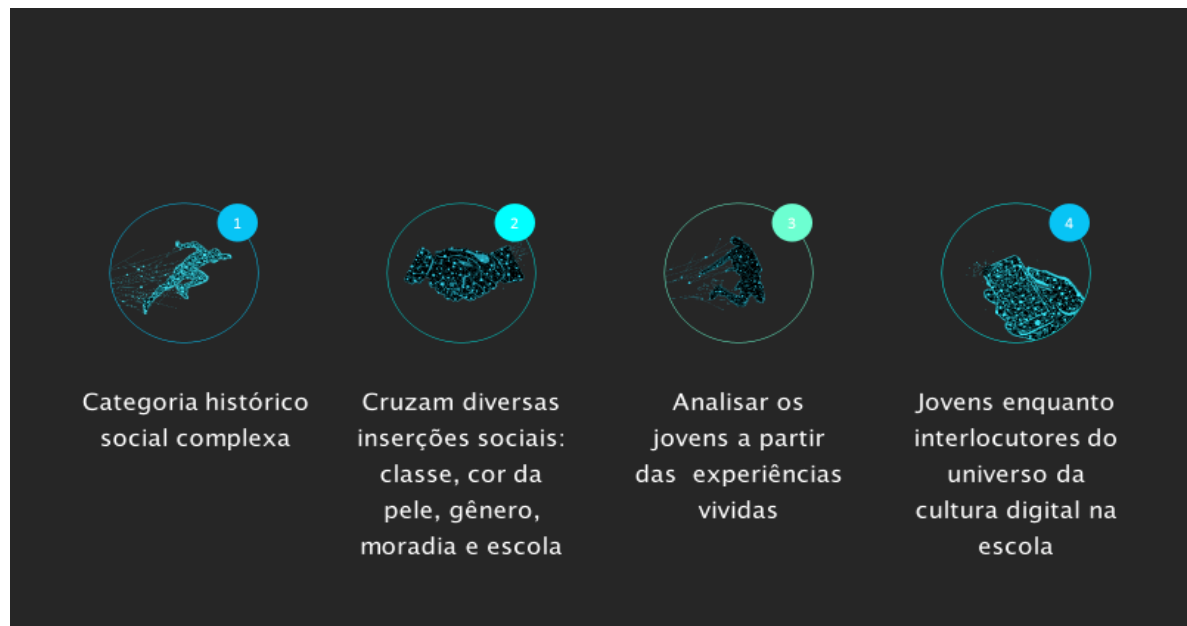 1
Categoria histórico
social complexa
2
Cruzam diversas
inserções sociais:
classe, cor da
pele, gênero,
moradia e escola
3
Analisar os
jovens a partir
das experiências
vividas
4
Jovens enquanto
interlocutores do
universo da
cultura digital na
escola